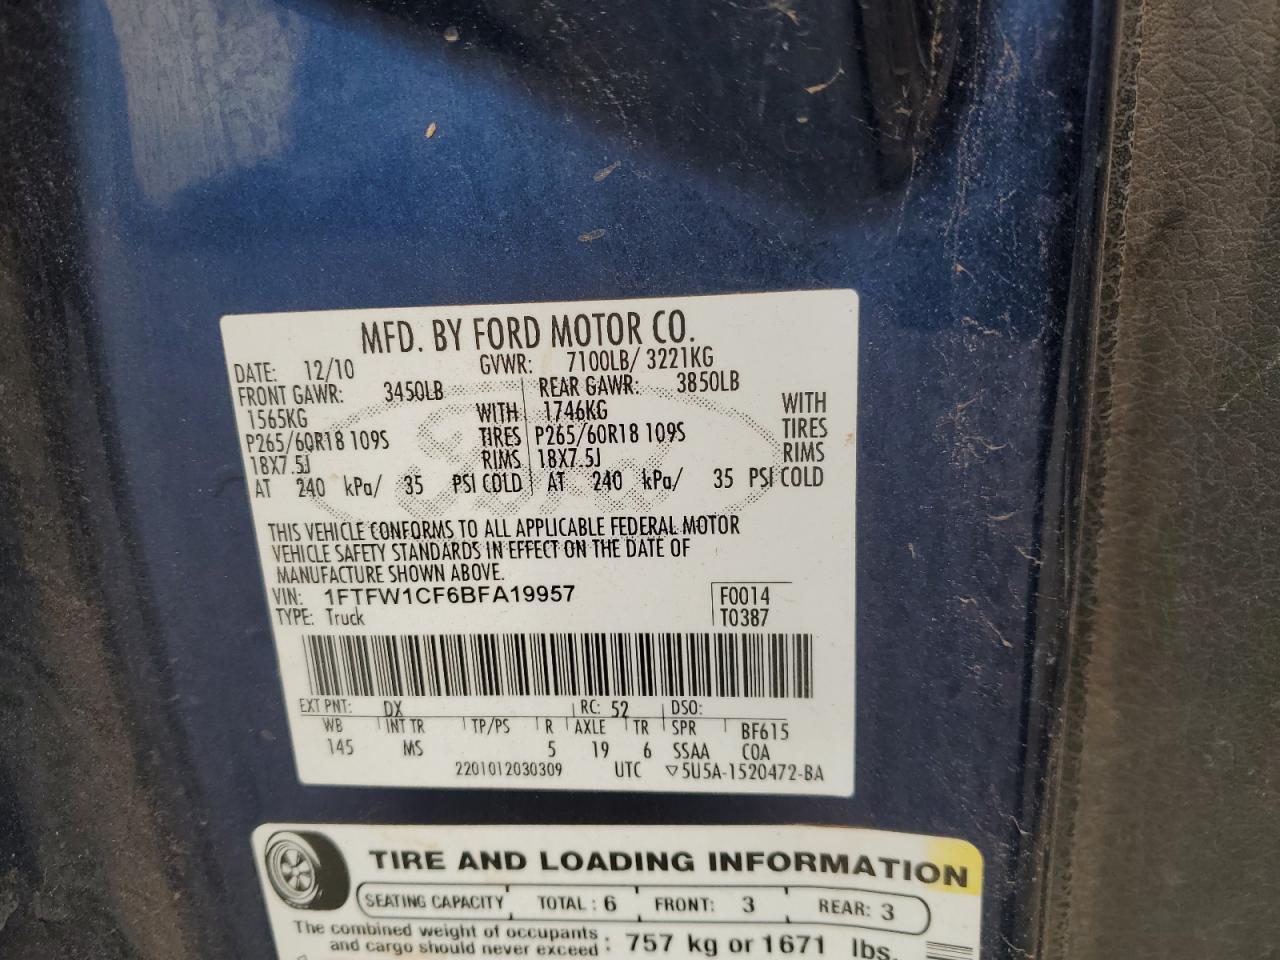 MFD. BY FORD MOTOR CO.
DATE: 12/10 GVWR: 7100LB/ 3221KG
FRONT GAWR: 3450LB REAR GAWR: 3850LB
1565KG WITH 1746KG WITH
P265/60R18 109S TIRES P265/60R18 109S TIRES
18X7.5J RIMS 18X7.5J RIMS
AT 240 kPa/ 35 PSI COLD AT 240 kPa/ 35 PSI COLD
THIS VEHICLE CONFORMS TO ALL APPLICABLE FEDERAL MOTOR
VEHICLE SAFETY STANDARDS IN EFFECT ON THE DATE OF
MANUFACTURE SHOWN ABOVE.
VIN: 1FTFW1CF6BFA19957 F0014
TYPE: Truck T0387
EXT PNT: DX RC: 52 DSO:
WB INT TR TP/PS R AXLE TR SPR BF615
145 MS 5 19 6 SSAA COA
2201012030309 UTC ▽5U5A-1520472-BA
TIRE AND LOADING INFORMATION
SEATING CAPACITY TOTAL: 6 FRONT: 3 REAR: 3
The combined weight of occupants
and cargo should never exceed: 757 kg or 1671 lbs.